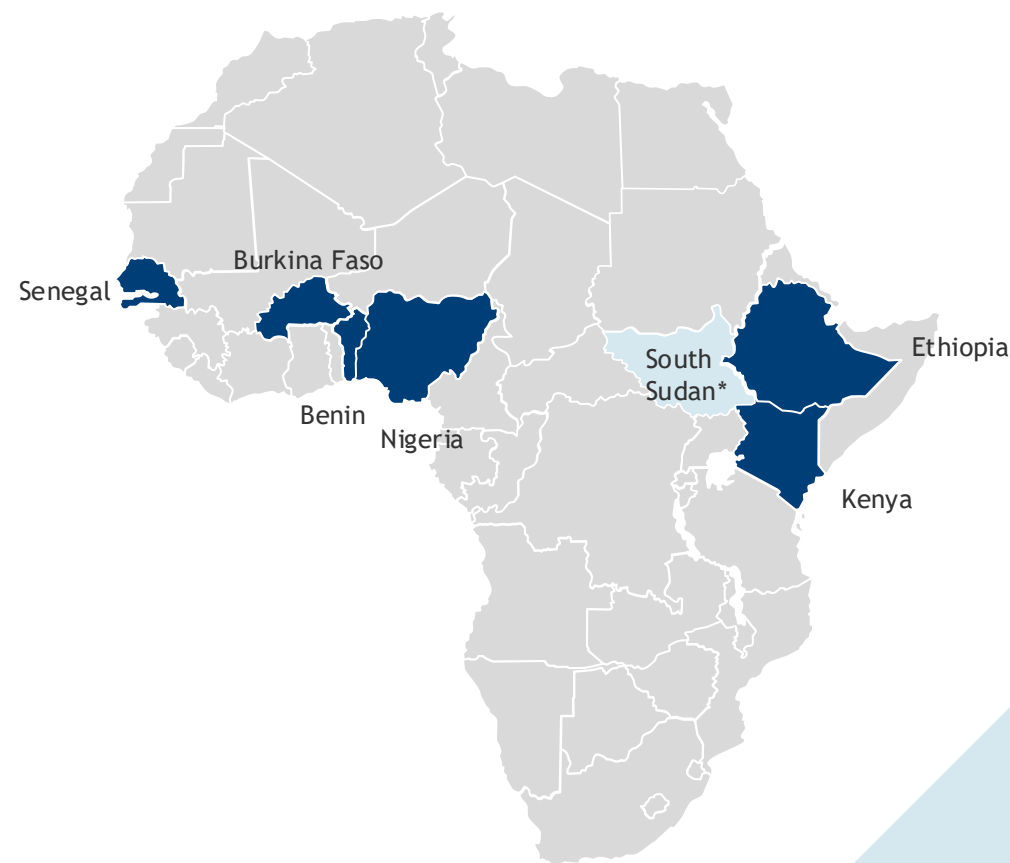 Burkina Faso
Senegal
South
Sudan*
Ethiopia
Benin
Nigeria
Kenya